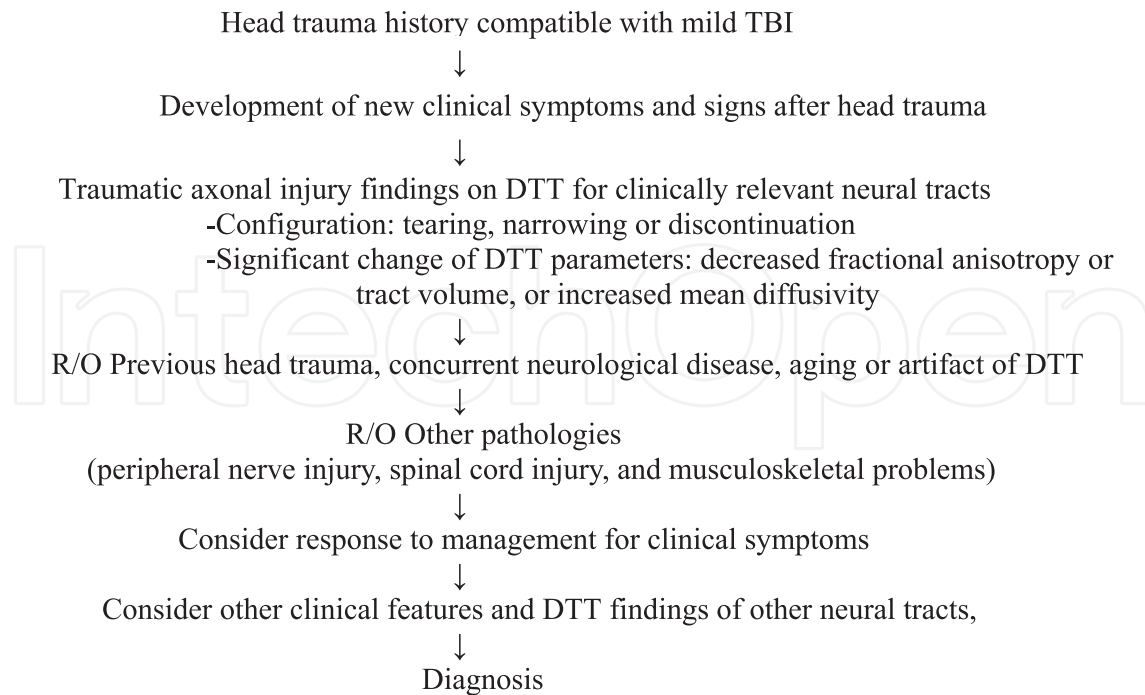 Head trauma history compatible with mild TBI
↓
Development of new clinical symptoms and signs after head trauma
↓
Traumatic axonal injury findings on DTT for clinically relevant neural tracts
-Configuration: tearing, narrowing or discontinuation
-Significant change of DTT parameters: decreased fractional anisotropy or
tract volume, or increased mean diffusivity
↓
IntechOpen
R/O Previous head trauma, concurrent neurological disease, aging or artifact of DTT
↓
R/O Other pathologies
(peripheral nerve injury, spinal cord injury, and musculoskeletal problems)
↓
Consider response to management for clinical symptoms
↓
Consider other clinical features and DTT findings of other neural tracts,
↓
Diagnosis